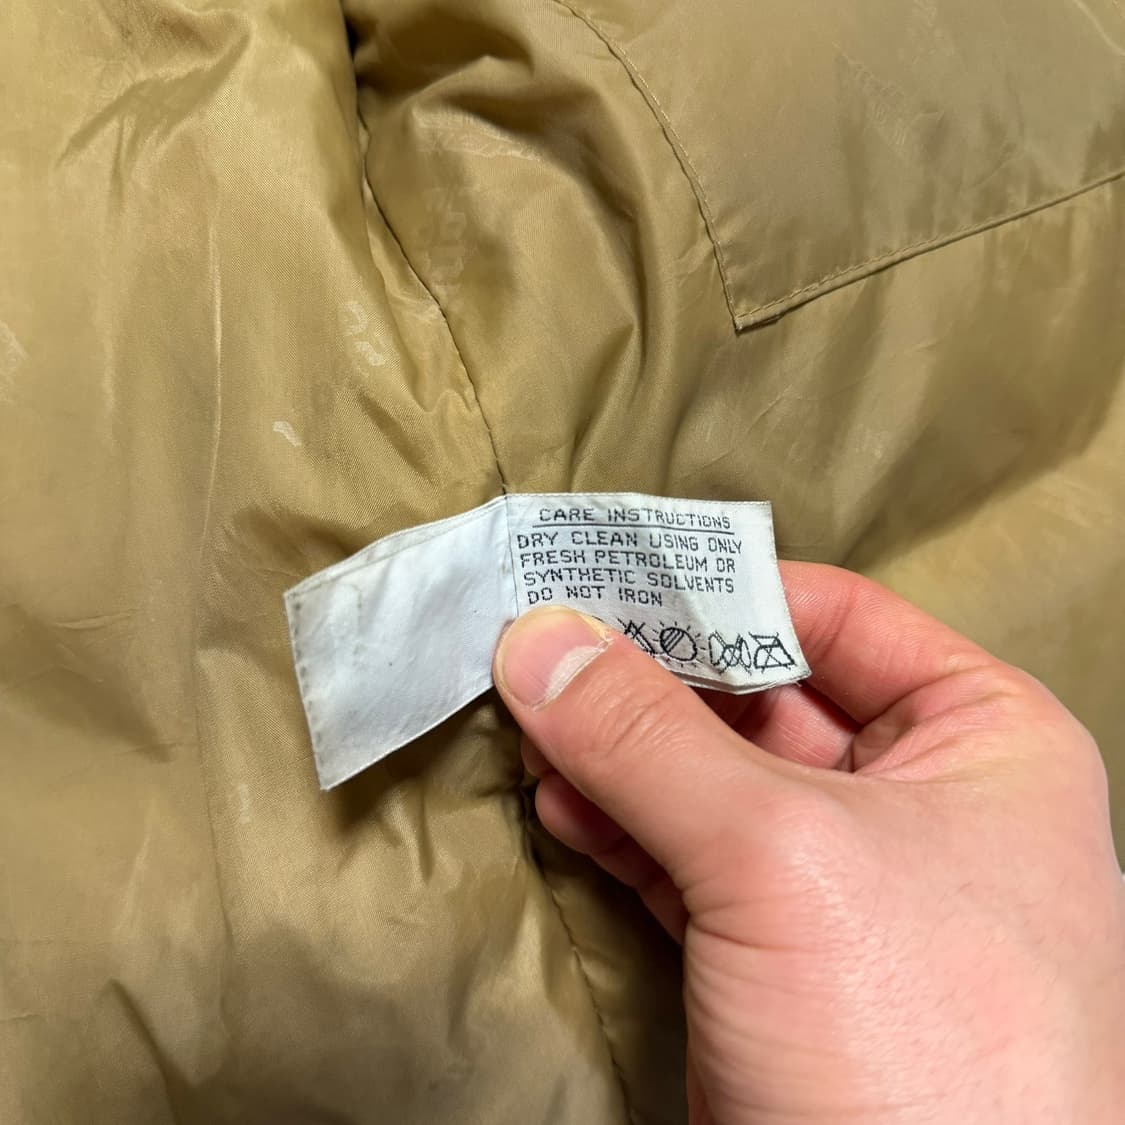 CARE INSTRUCTIONS
DRY CLEAN USING ONLY
FRESH PETROLEUM OR
SYNTHETIC SOLVENTS
DO NOT IRON